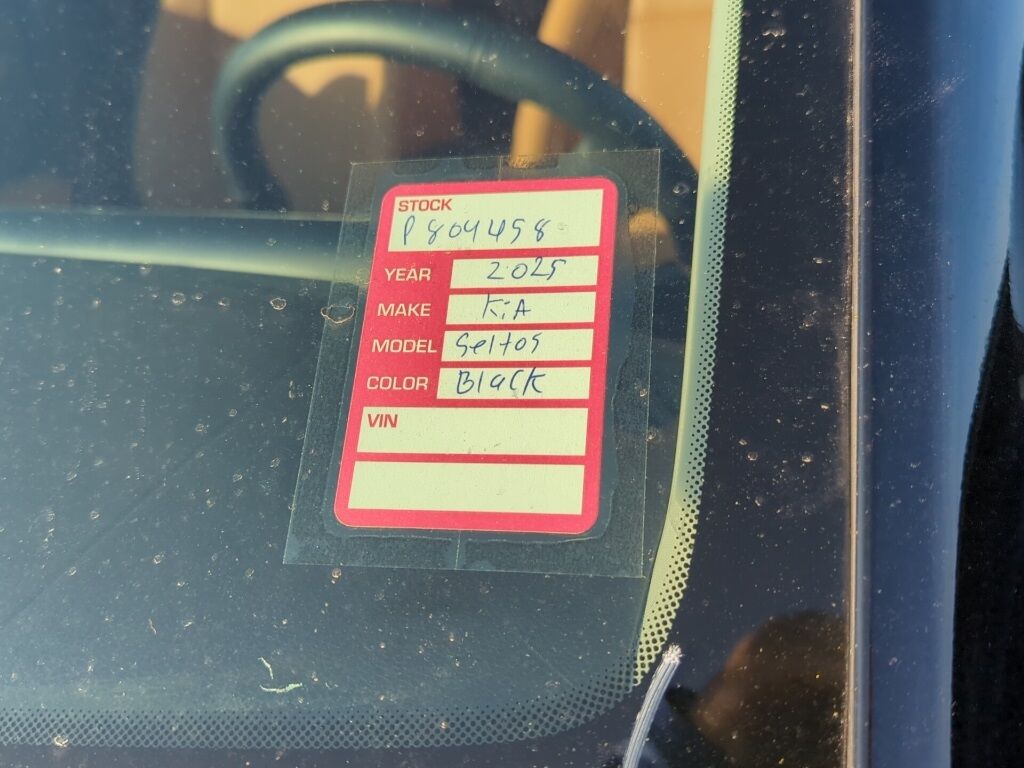 STOCK
P804458
YEAR 2025
MAKE KiA
MODEL Seltos
COLOR Black
VIN